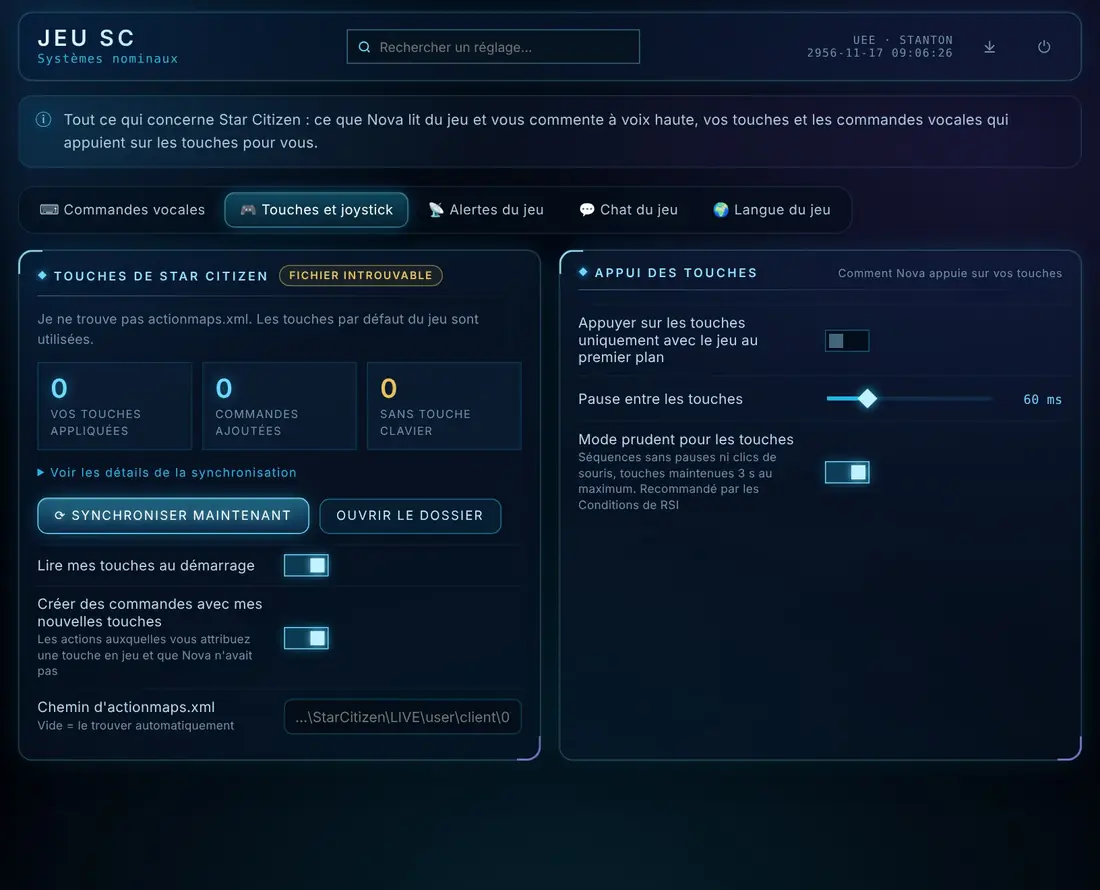 JEU SC
Systèmes nominaux
Rechercher un réglage...
UEE · STANTON
2956-11-17 09:06:26
Tout ce qui concerne Star Citizen : ce que Nova lit du jeu et vous commente à voix haute, vos touches et les commandes vocales qui
appuient sur les touches pour vous.
Commandes vocales
Touches et joystick
Alertes du jeu
Chat du jeu
Langue du jeu
TOUCHES DE STAR CITIZEN
FICHIER INTROUVABLE
Je ne trouve pas actionmaps.xml. Les touches par défaut du jeu sont
utilisées.
0
VOS TOUCHES
APPLIQUÉES
0
COMMANDES
AJOUTÉES
0
SANS TOUCHE
CLAVIER
Voir les détails de la synchronisation
⟳ SYNCHRONISER MAINTENANT
OUVRIR LE DOSSIER
Lire mes touches au démarrage
Créer des commandes avec mes
nouvelles touches
Les actions auxquelles vous attribuez
une touche en jeu et que Nova n'avait
pas
Chemin d'actionmaps.xml
Vide = le trouver automatiquement
...\StarCitizen\LIVE\user\client\0
APPUI DES TOUCHES
Comment Nova appuie sur vos touches
Appuyer sur les touches
uniquement avec le jeu au
premier plan
Pause entre les touches
60 ms
Mode prudent pour les touches
Séquences sans pauses ni clics de
souris, touches maintenues 3 s au
maximum. Recommandé par les
Conditions de RSI